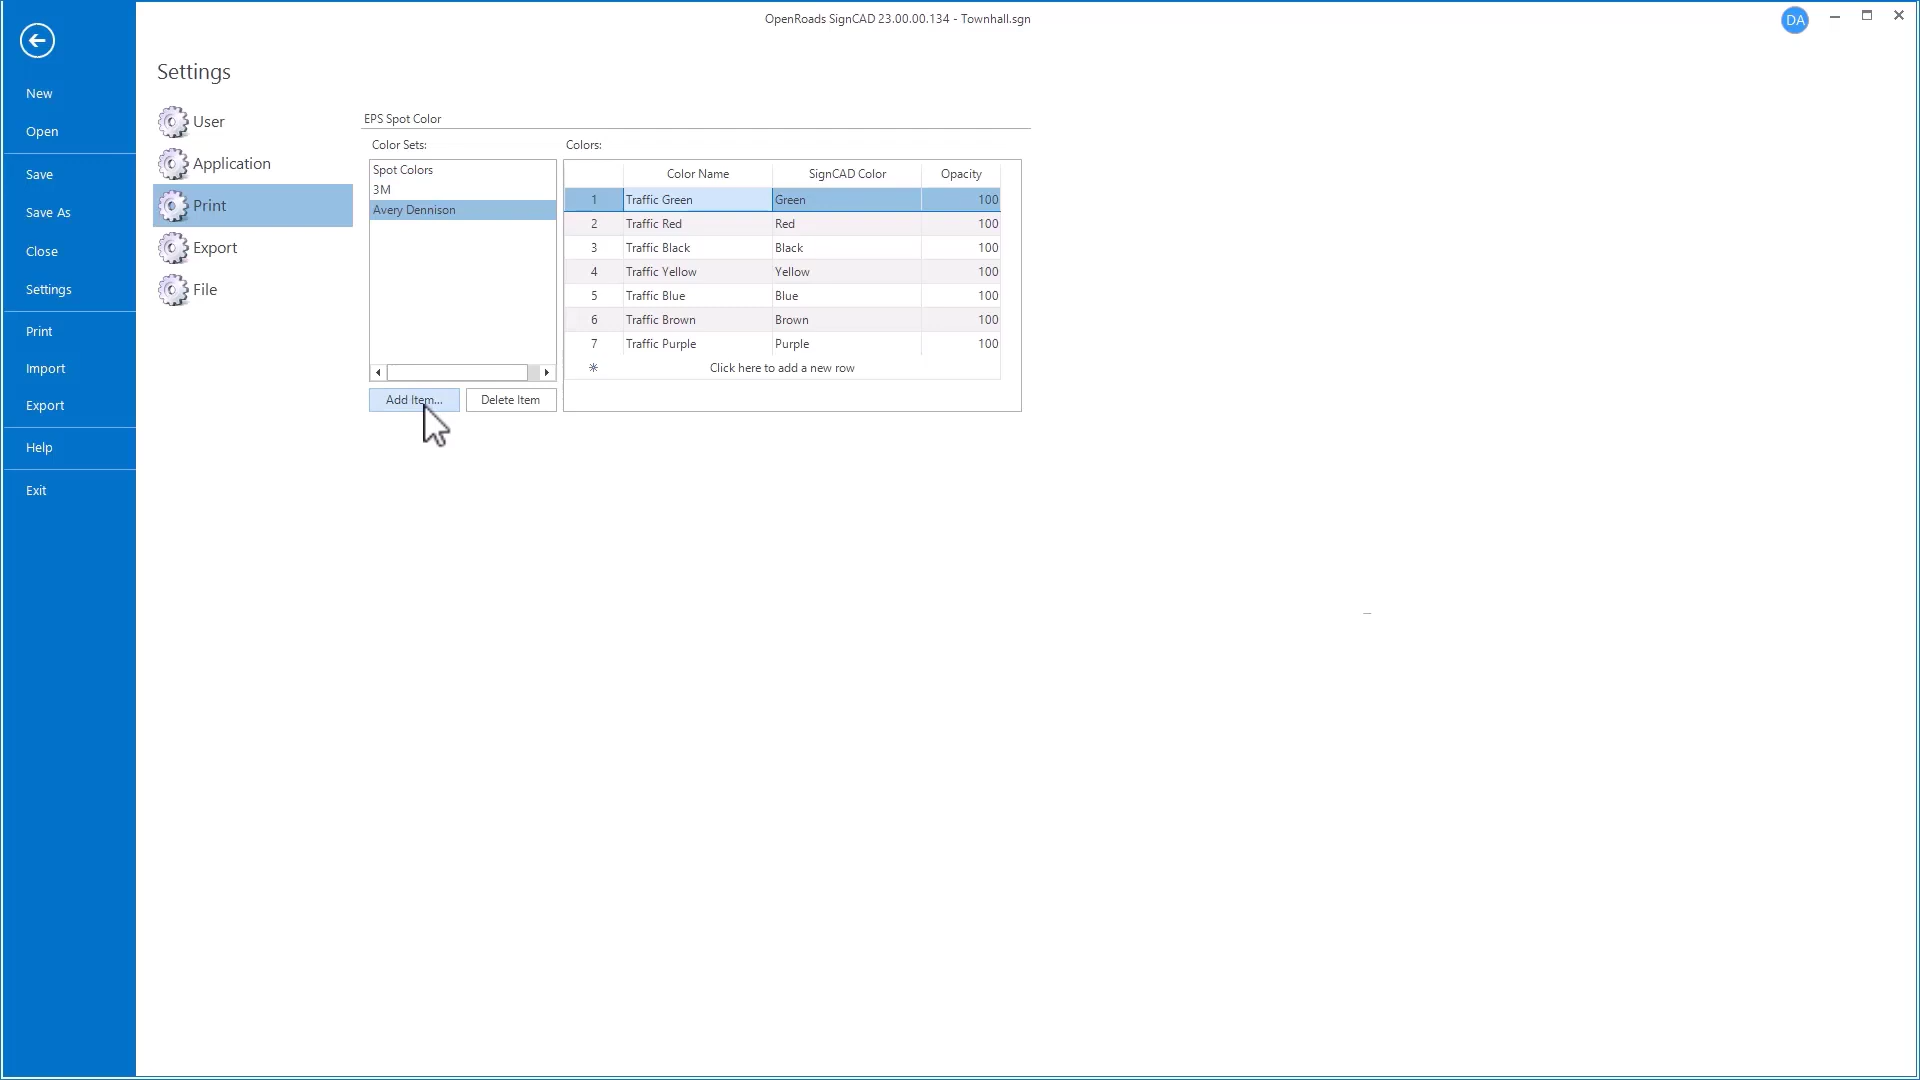 OpenRoads SignCAD 23.00.00.134 - Townhall.sgn
DA
New
Open
Save
Save As
Close
Settings
Print
Import
Export
Help
Exit
Settings
User
Application
Print
Export
File
EPS Spot Color
Color Sets:
Spot Colors
3M
Avery Dennison
Add Item...
Delete Item
Colors:
Color Name SignCAD Color Opacity
1 Traffic Green Green 100
2 Traffic Red Red 100
3 Traffic Black Black 100
4 Traffic Yellow Yellow 100
5 Traffic Blue Blue 100
6 Traffic Brown Brown 100
7 Traffic Purple Purple 100
Click here to add a new row